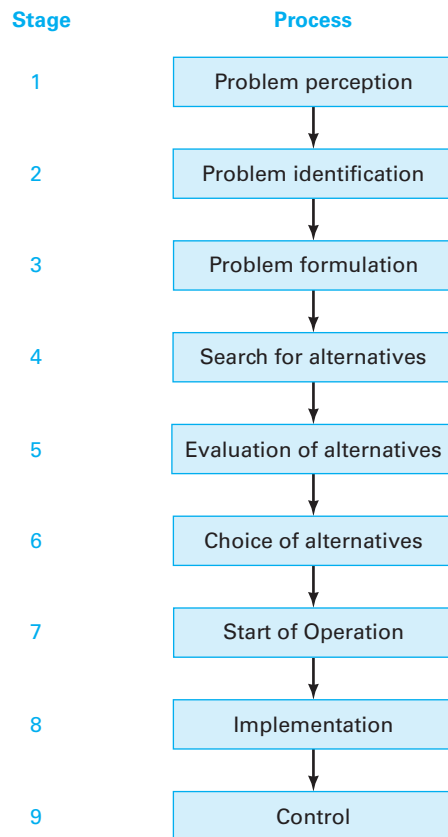 Stage Process
1 Problem perception
2 Problem identification
3 Problem formulation
4 Search for alternatives
5 Evaluation of alternatives
6 Choice of alternatives
7 Start of Operation
8 Implementation
9 Control